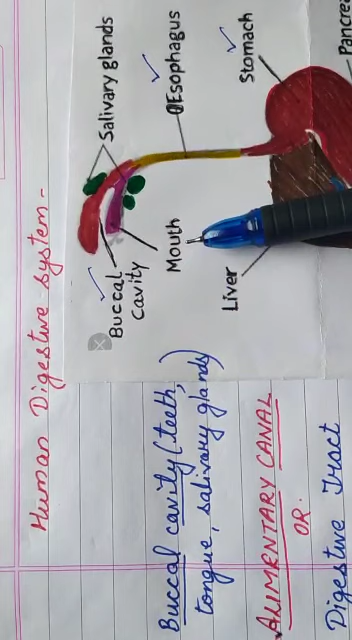 Human Digestive System-
Salivary glands
Esophagus
Stomach
Buccal
cavity
Mouth
Liver
Buccal cavity (teeth,
tongue, salivary glands)
ALIMENTARY CANAL
OR.
Digestive Tract